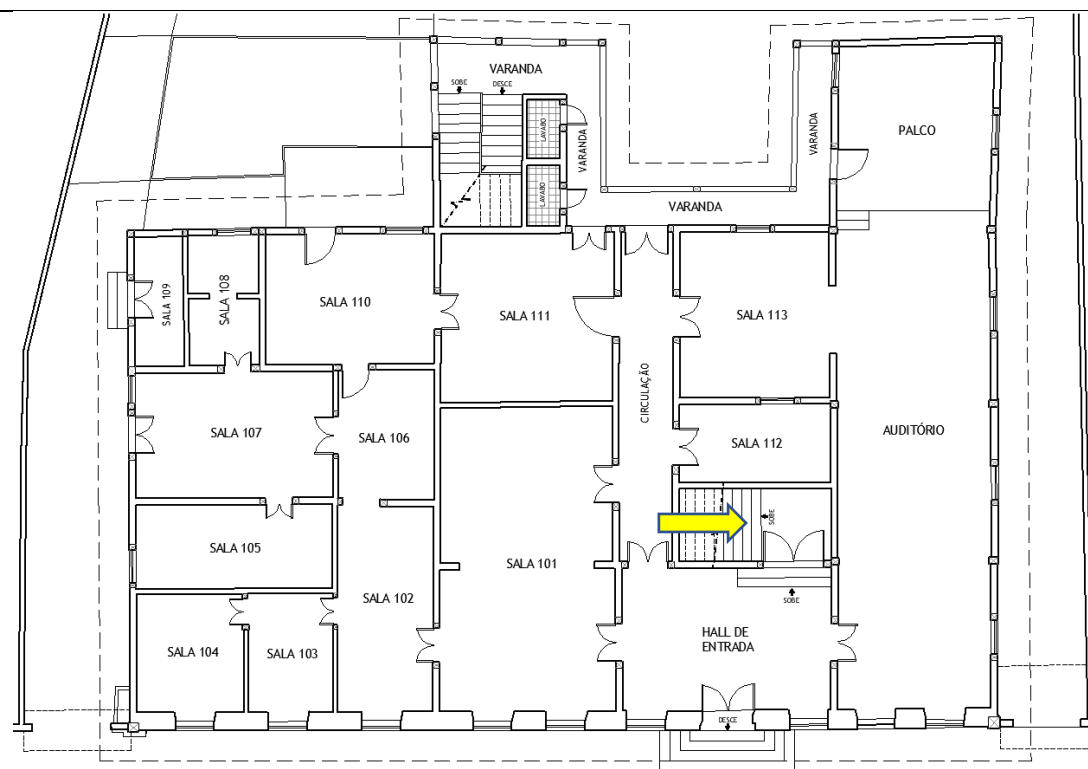 VARANDA
SOBE
DESCE
LAVABO
VARANDA
LAVABO
VARANDA
PALCO
VARANDA
SALA 109
SALA 108
SALA 110
SALA 111
SALA 113
CIRCULAÇÃO
SALA 107
SALA 106
SALA 112
AUDITÓRIO
SOBE
SALA 105
SALA 101
SALA 102
SOBE
HALL DE
ENTRADA
SALA 104
SALA 103
DESCE